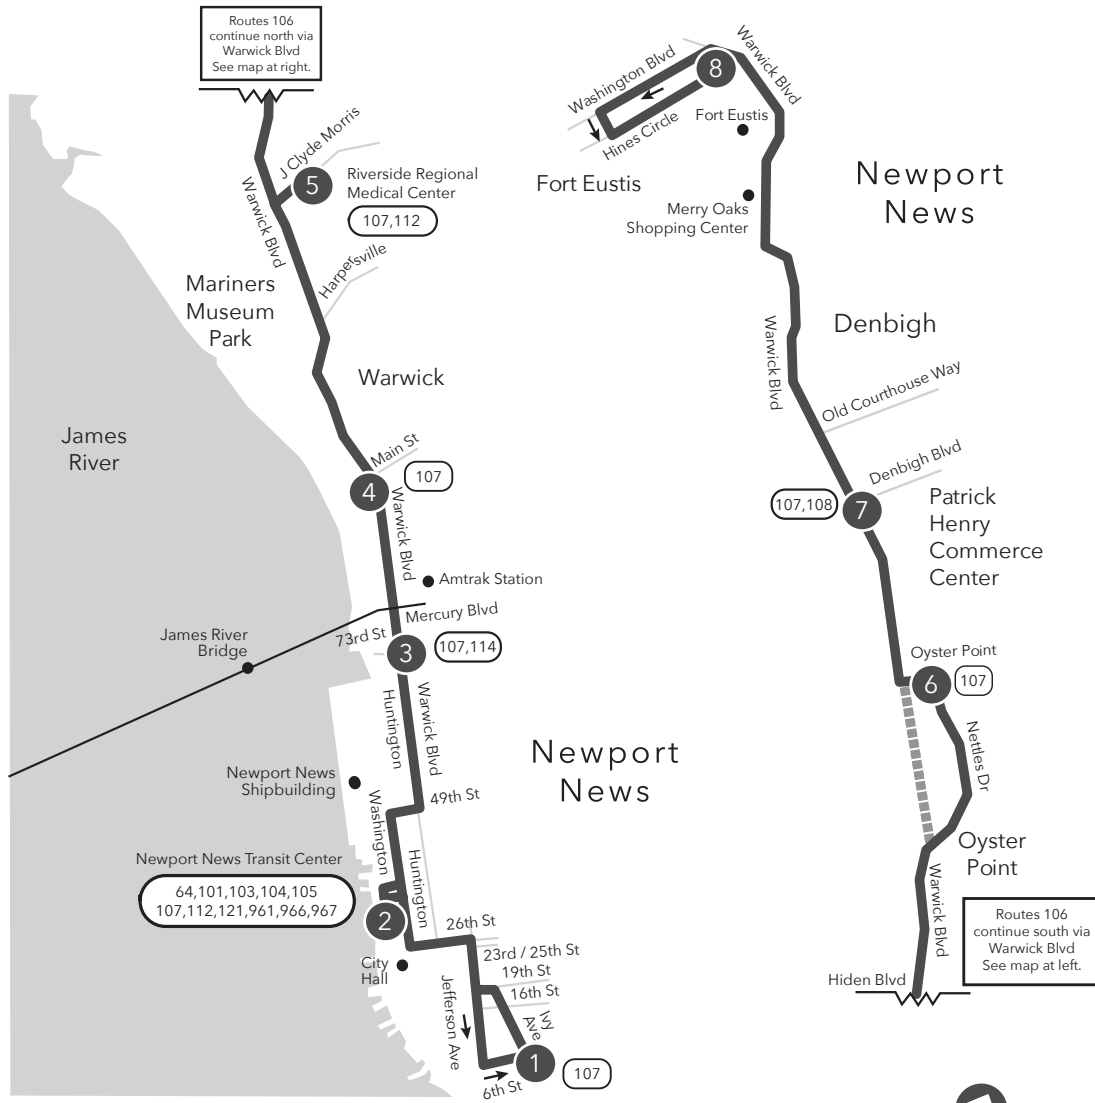 Routes 106
continue north via
Warwick Blvd
See map at right.
J Clyde Morris
5
Riverside Regional
Medical Center
107,112
Warwick Blvd
Harpersville
Mariners
Museum
Park
Warwick
James
River
Main St
4
107
Warwick Blvd
Amtrak Station
Mercury Blvd
James River
Bridge
73rd St
3
107,114
Huntington
Warwick Blvd
Newport
News
Newport News
Shipbuilding
49th St
Washington
Huntington
Newport News Transit Center
64,101,103,104,105
107,112,121,961,966,967
2
26th St
City
Hall
23rd / 25th St
19th St
16th St
Jefferson Ave
Ivy
Ave
1
107
6th St
Washington Blvd
8
Warwick Blvd
Hines Circle
Fort Eustis
Fort Eustis
Merry Oaks
Shopping Center
Newport
News
Denbigh
Warwick Blvd
Old Courthouse Way
Denbigh Blvd
107,108
7
Patrick
Henry
Commerce
Center
Oyster Point
6
107
Nettles Dr
Oyster
Point
Warwick Blvd
Routes 106
continue south via
Warwick Blvd
See map at left.
Hiden Blvd